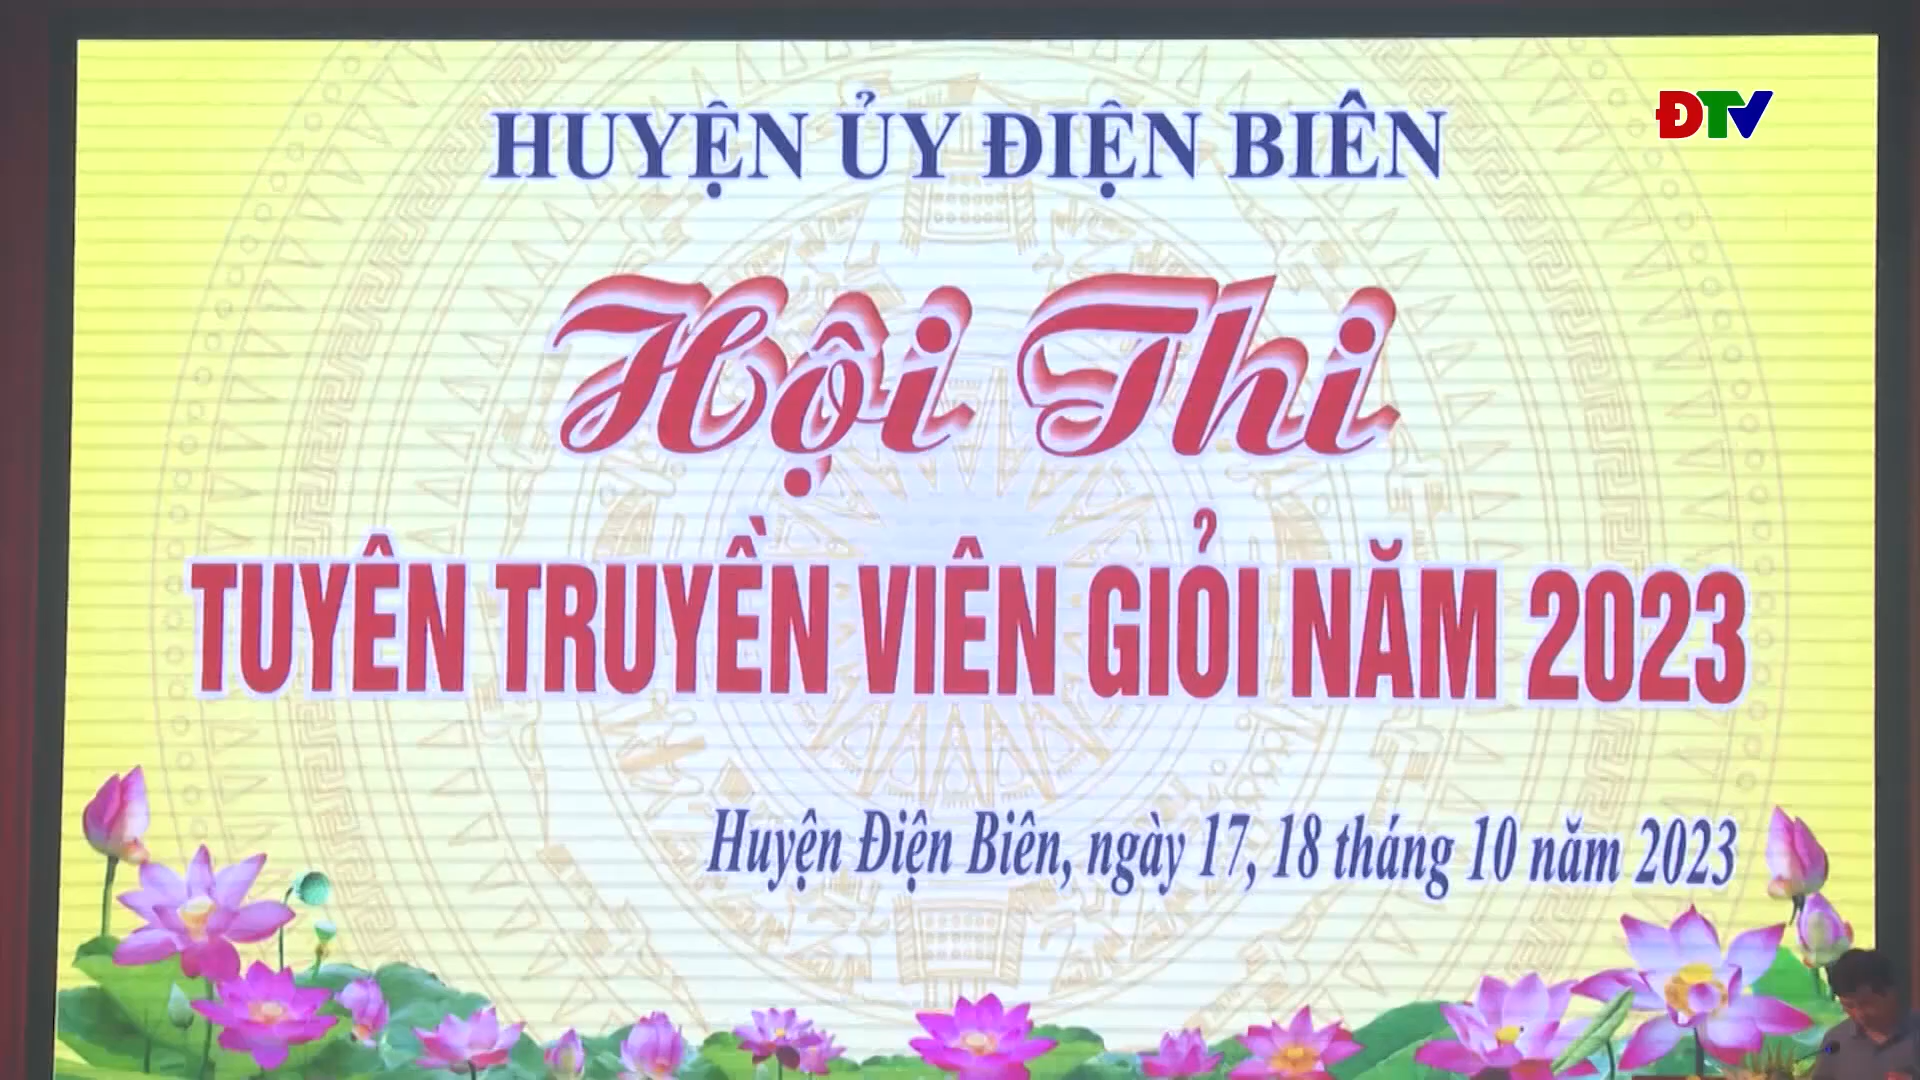 HUYỆN ỦY ĐIỆN BIÊN
ĐTV
Hội Thi
TUYÊN TRUYỀN VIÊN GIỎI NĂM 2023
Huyện Điện Biên, ngày 17, 18 tháng 10 năm 2023